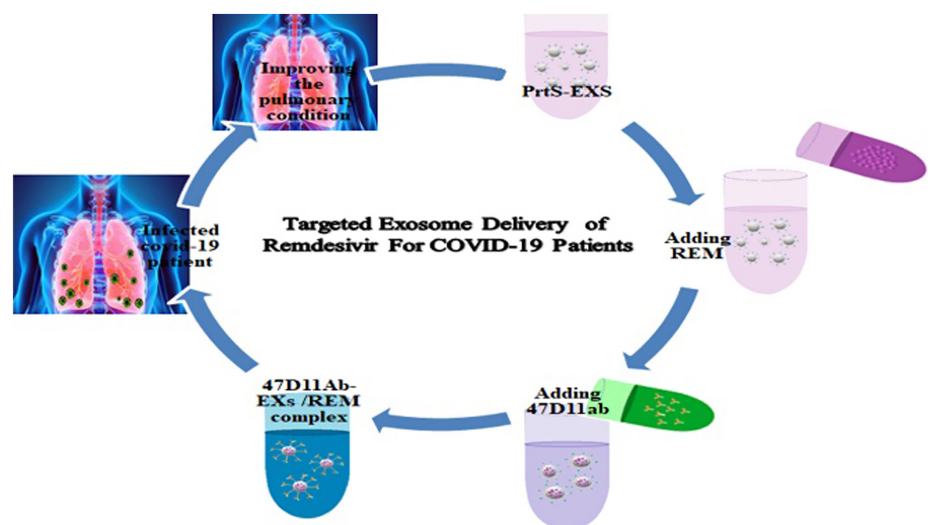 Improving
the
pulmonary
condition
PrtS-EXS
Adding
REM
Adding
47D11ab
47D11Ab-
EXs /REM
complex
Infected
covid-19
patient
Targeted Exosome Delivery of
Remdesivir For COVID-19 Patients